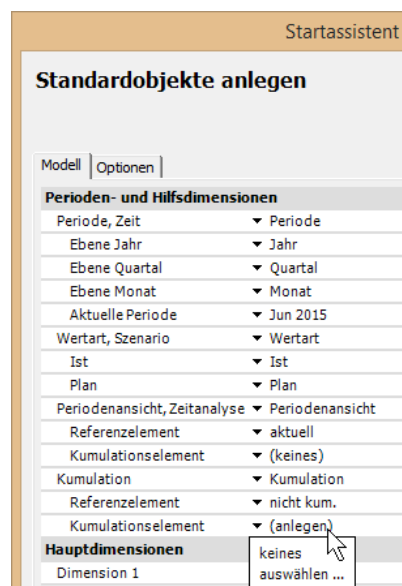 Startassistent
Standardobjekte anlegen
Modell Optionen
Perioden- und Hilfsdimensionen
Periode, Zeit Periode
Ebene Jahr Jahr
Ebene Quartal Quartal
Ebene Monat Monat
Aktuelle Periode Jun 2015
Wertart, Szenario Wertart
Ist Ist
Plan Plan
Periodenansicht, Zeitanalyse Periodenansicht
Referenzelement aktuell
Kumulationselement (keines)
Kumulation Kumulation
Referenzelement nicht kum.
Kumulationselement (anlegen)
Hauptdimensionen keines
Dimension 1 auswählen ...